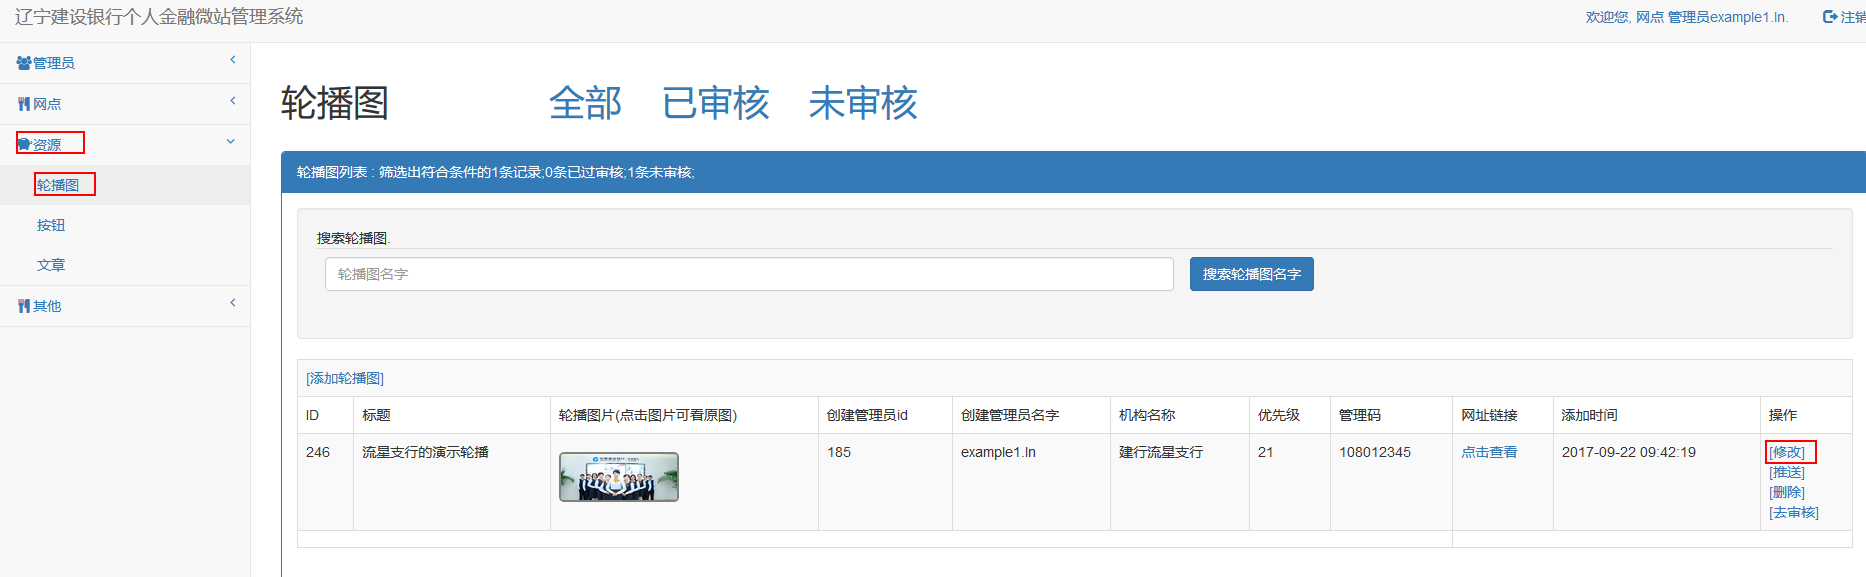 辽宁建设银行个人金融微站管理系统
欢迎您, 网点 管理员example1.ln.
注销
管理员
网点
资源
轮播图
按钮
文章
其他
轮播图 全部 已审核 未审核
轮播图列表 : 筛选出符合条件的1条记录;0条已过审核;1条未审核;
搜索轮播图.
轮播图名字
搜索轮播图名字
[添加轮播图]
ID 标题 轮播图片(点击图片可看原图) 创建管理员id 创建管理员名字 机构名称 优先级 管理码 网址链接 添加时间 操作
246 流星支行的演示轮播 185 example1.ln 建行流星支行 21 108012345 点击查看 2017-09-22 09:42:19 [修改]
[推送]
[删除]
[去审核]